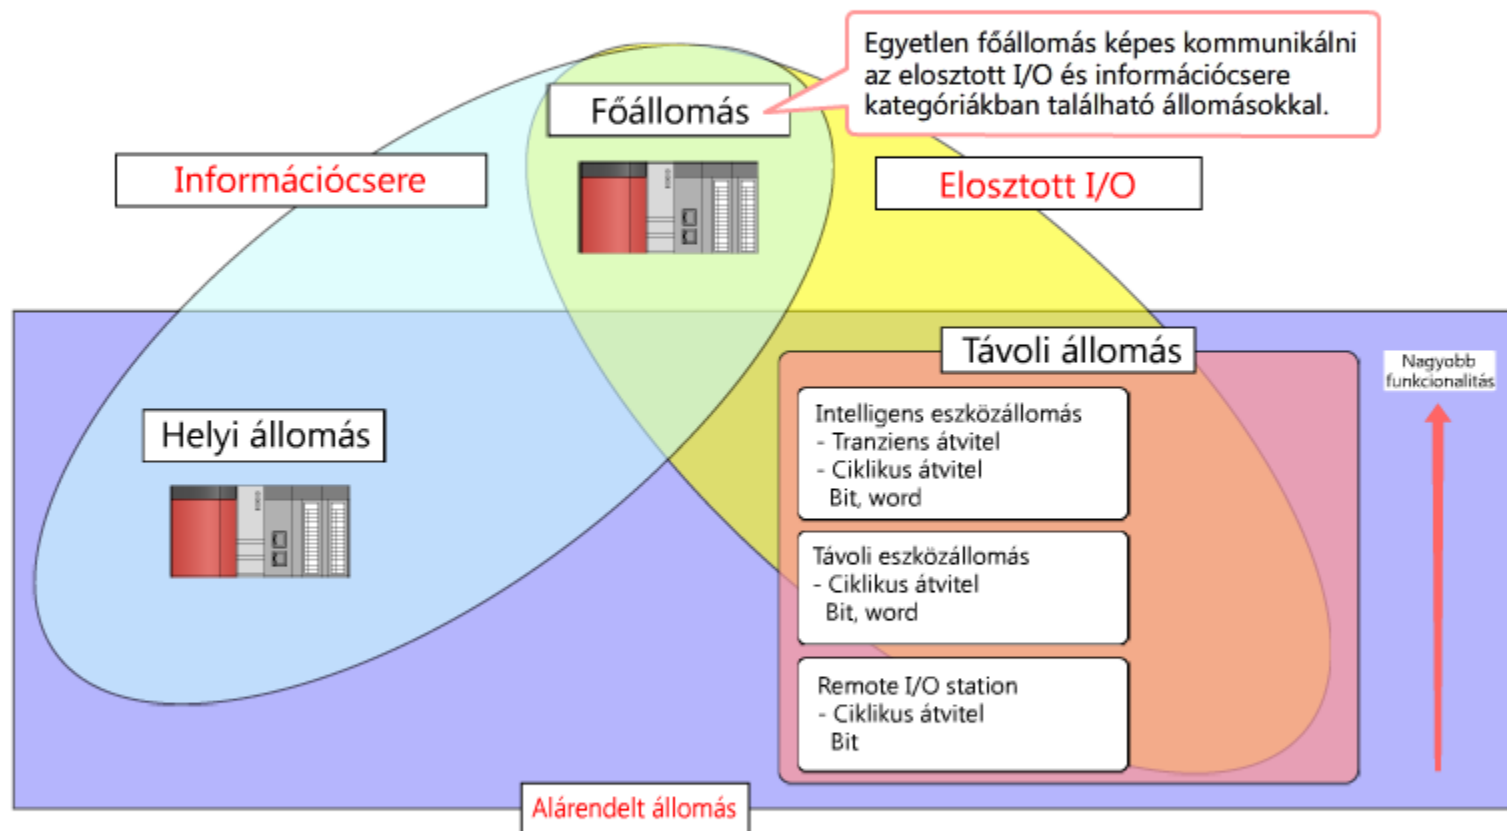 Egyetlen főállomás képes kommunikálni
az elosztott I/O és információcsere
kategóriákban található állomásokkal.
Főállomás
Információcsere
Elosztott I/O
Távoli állomás
Nagyobb
funkcionalitás
Helyi állomás
Intelligens eszközállomás
- Tranziens átvitel
- Ciklikus átvitel
Bit, word
Távoli eszközállomás
- Ciklikus átvitel
Bit, word
Remote I/O station
- Ciklikus átvitel
Bit
Alárendelt állomás